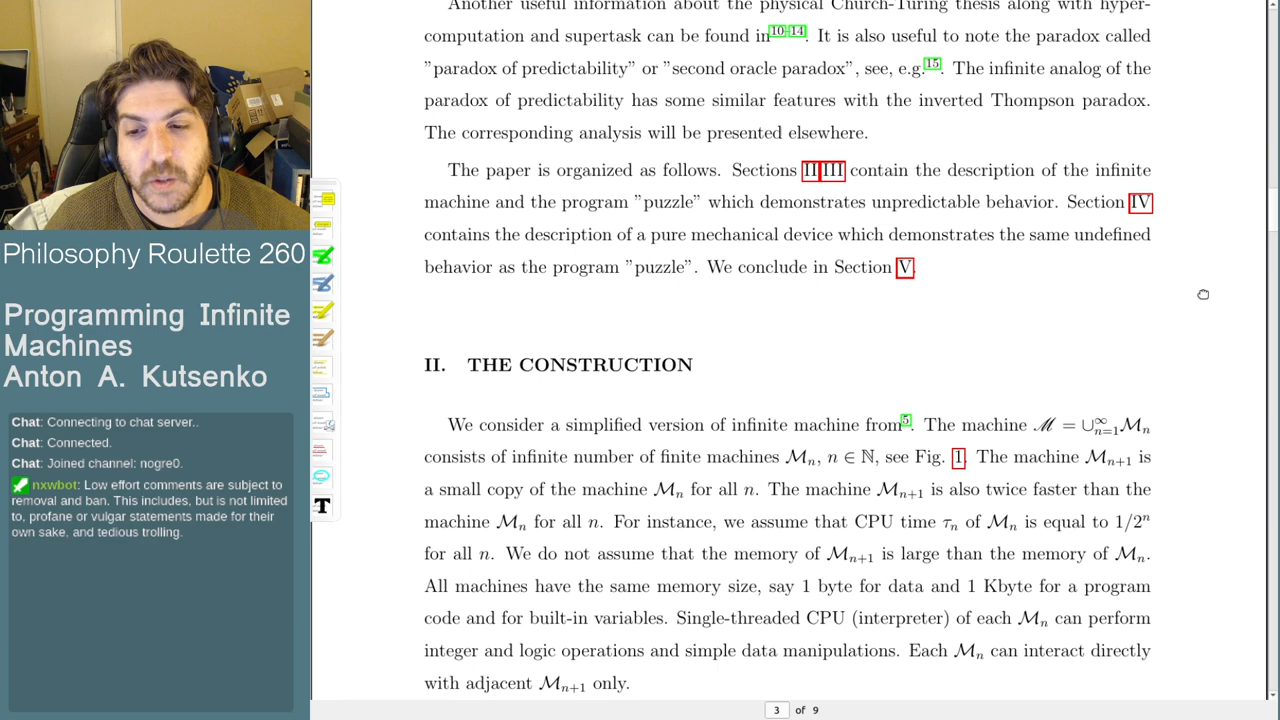 Philosophy Roulette 260
Programming Infinite
Machines
Anton A. Kutsenko
Chat: Connecting to chat server..
Chat: Connected.
Chat: Joined channel: nogre0.
nxwbot: Low effort comments are subject to
removal and ban. This includes, but is not limited
to, profane or vulgar statements made for their
own sake, and tedious trolling.
T
Another useful information about the physical Church-Turing thesis along with hyper-
computation and supertask can be found in10–14. It is also useful to note the paradox called
"paradox of predictability" or "second oracle paradox", see, e.g.15. The infinite analog of the
paradox of predictability has some similar features with the inverted Thompson paradox.
The corresponding analysis will be presented elsewhere.
The paper is organized as follows. Sections II III contain the description of the infinite
machine and the program "puzzle" which demonstrates unpredictable behavior. Section IV
contains the description of a pure mechanical device which demonstrates the same undefined
behavior as the program "puzzle". We conclude in Section V.
II. THE CONSTRUCTION
We consider a simplified version of infinite machine from5. The machine ℳ = ∪∞n=1Mn
consists of infinite number of finite machines Mn, n ⩾ 1, see Fig. 1. The machine Mn+1 is
a small copy of the machine Mn for all n. The machine Mn+1 is also twice faster than the
machine Mn for all n. For instance, we assume that CPU time τn of Mn is equal to 1/2^n
for all n. We do not assume that the memory of Mn+1 is large than the memory of Mn.
All machines have the same memory size, say 1 byte for data and 1 Kbyte for a program
code and for built-in variables. Single-threaded CPU (interpreter) of each Mn can perform
integer and logic operations and simple data manipulations. Each Mn can interact directly
with adjacent Mn+1 only.
3 of 9